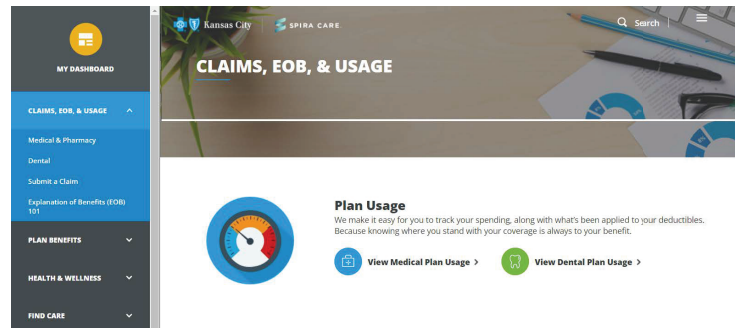 MY DASHBOARD
CLAIMS, EOB, & USAGE
Medical & Pharmacy
Dental
Submit a Claim
Explanation of Benefits (EOB)
101
PLAN BENEFITS
HEALTH & WELLNESS
FIND CARE
Kansas City
SPIRA CARE
Search
CLAIMS, EOB, & USAGE
Plan Usage
We make it easy for you to track your spending, along with what's been applied to your deductibles.
Because knowing where you stand with your coverage is always to your benefit.
View Medical Plan Usage >
View Dental Plan Usage >